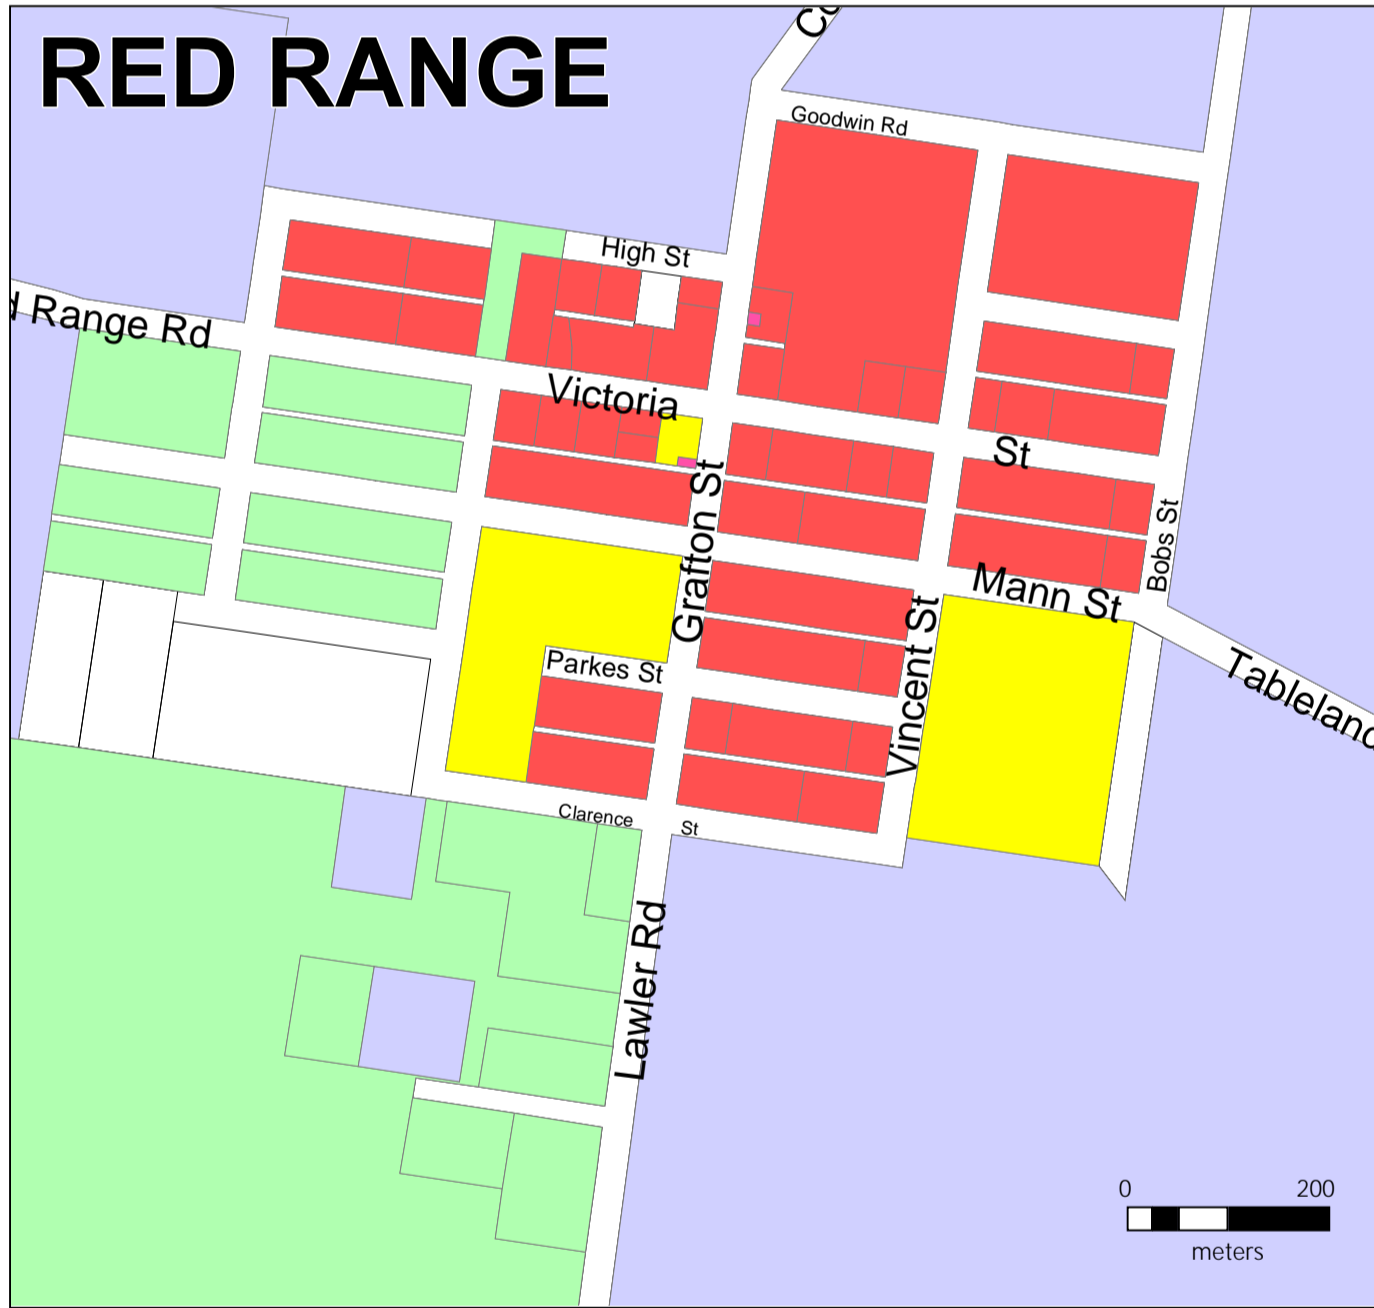 RED RANGE
Goodwin Rd
High St
Range Rd
Victoria
St
Grafton St
Bobs St
Mann St
Vincent St
Parkes St
Tableland
Clarence
St
Lawler Rd
0 200
meters